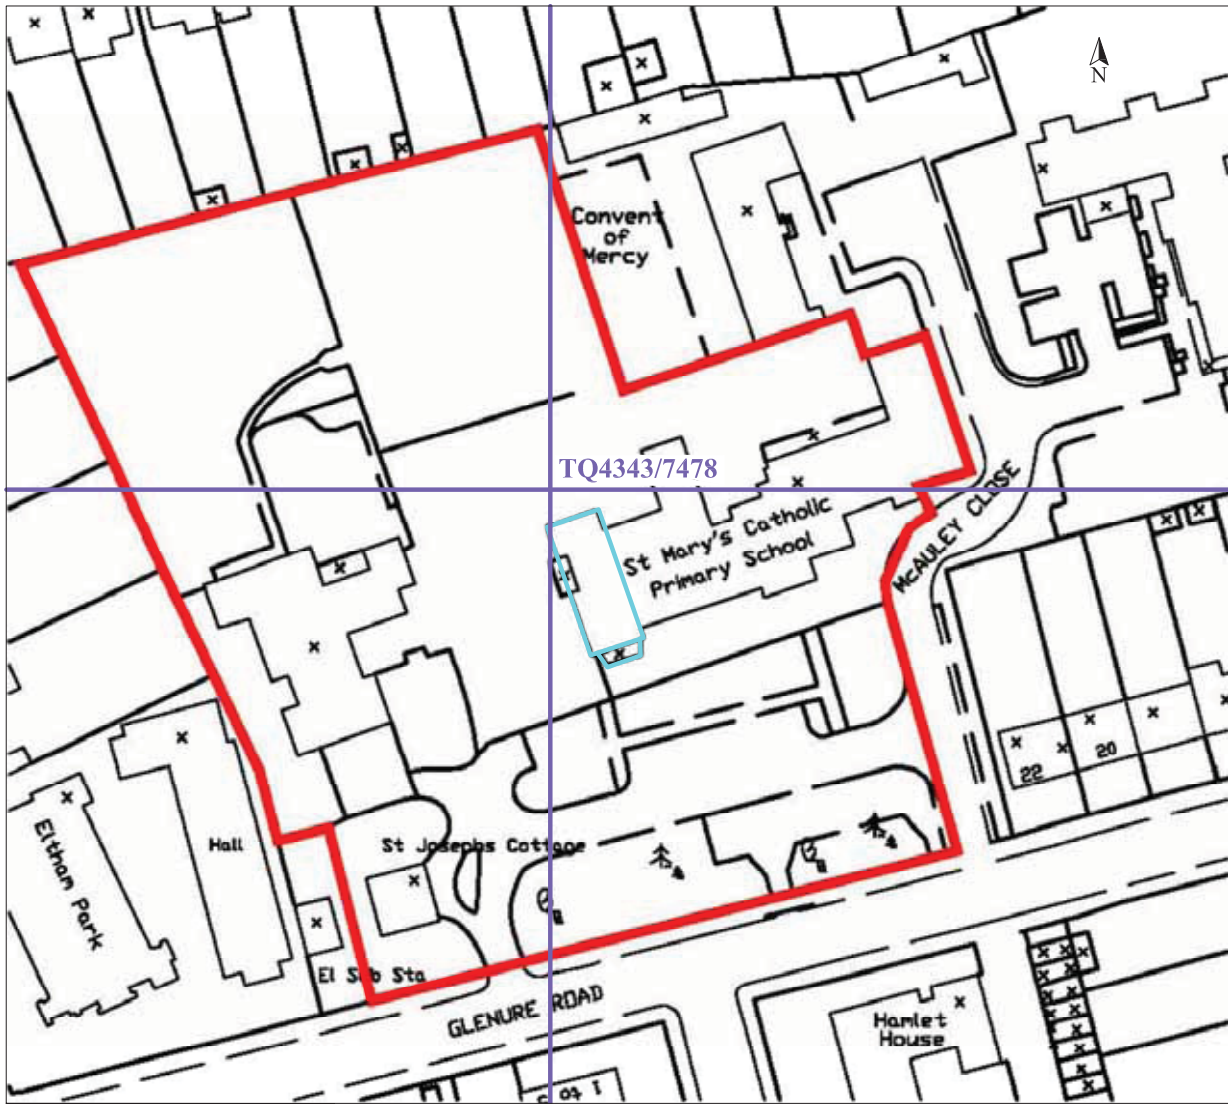 N
Convent
of
Mercy
TQ4343/7478
McAULEY CLOSE
St Mary's Catholic
Primary School
22
20
Eltham Park
Hall
St Josephs Cottage
El Sub Sta
GLENURE ROAD
Hamlet
House